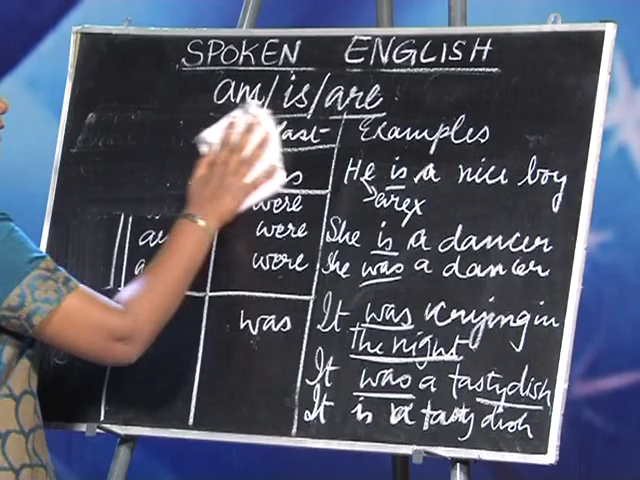 SPOKEN ENGLISH
am/is/are
Examples
He is a nice boy
are x
were
were She is a dancer
were She was a dancer
was It was crying in
the night
It was a tasty dish
It is a tasty dish